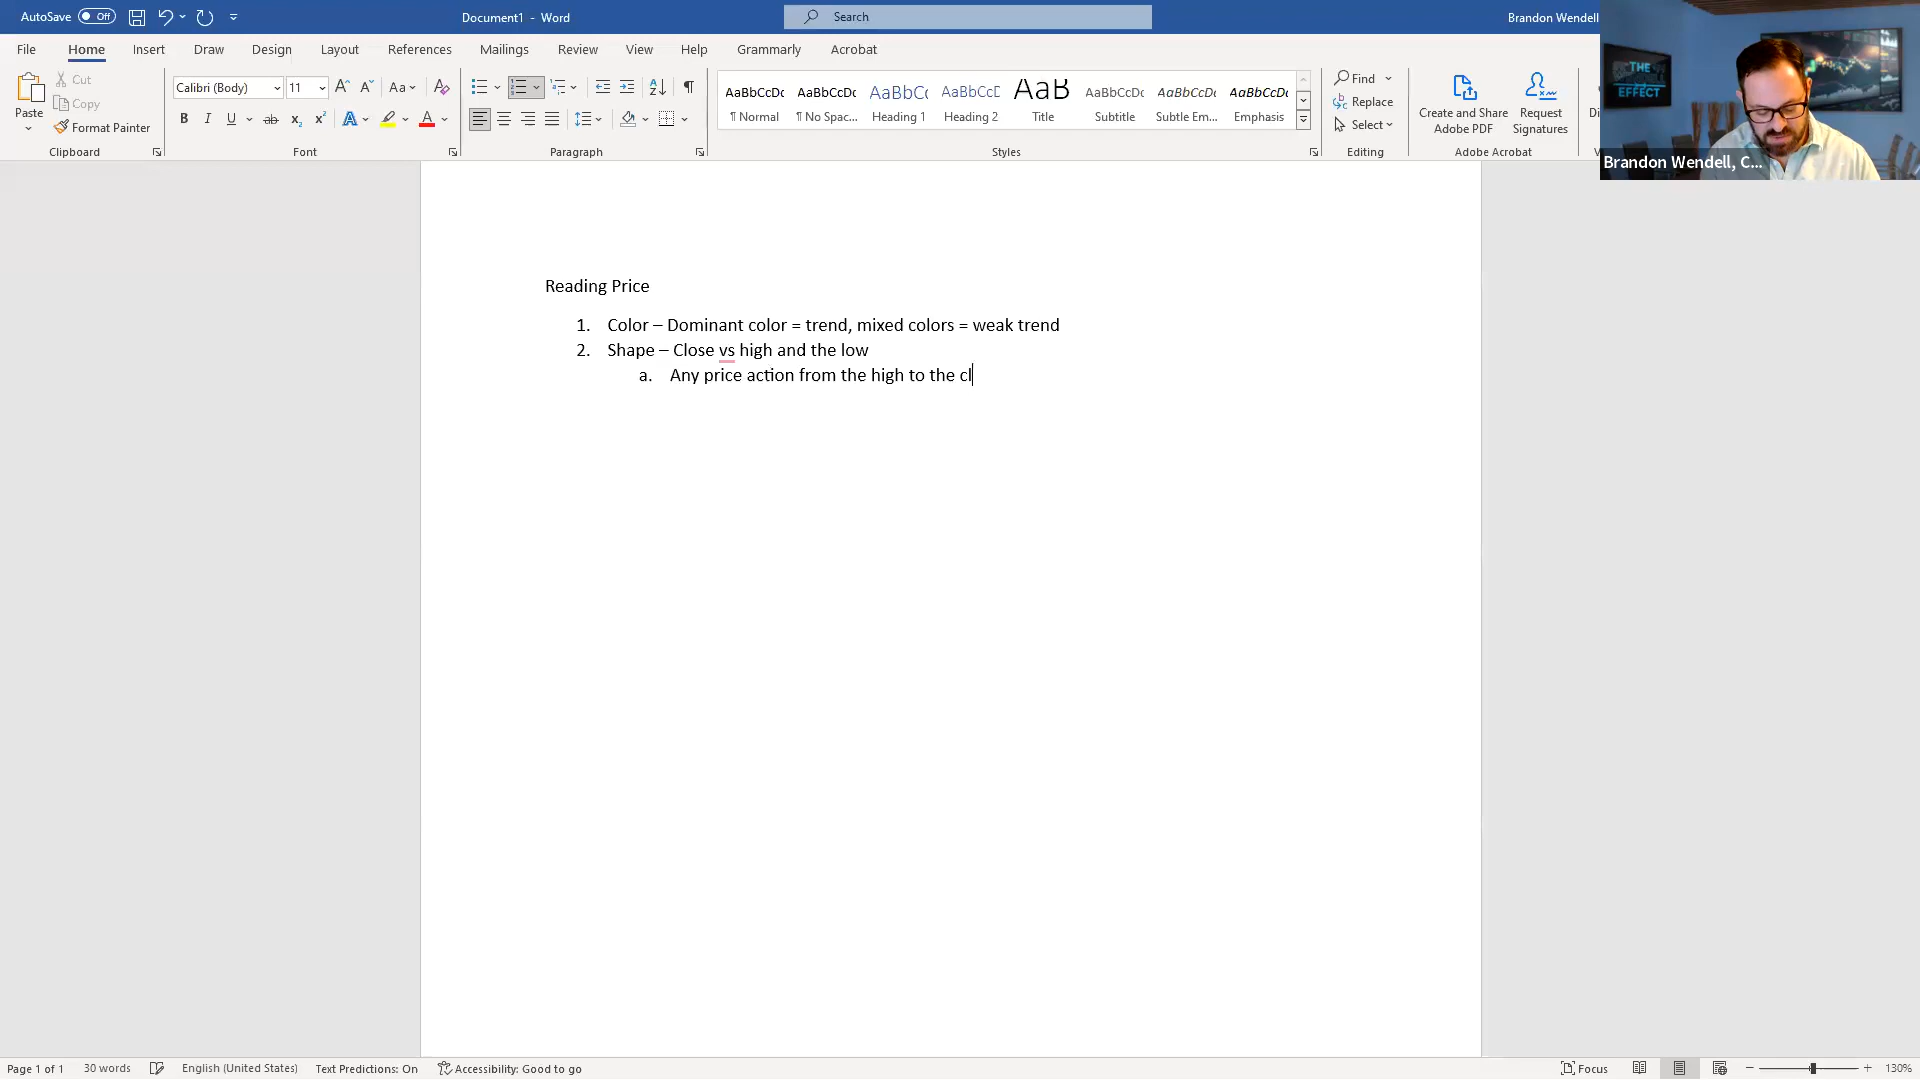 AutoSave Off Document1 - Word Search Brandon Wendell
File Home Insert Draw Design Layout References Mailings Review View Help Grammarly Acrobat
Paste
Cut
Copy
Format Painter
Clipboard
Calibri (Body) 11
Font
Paragraph
AaBbCcDc AaBbCcDc AaBbCc AaBbCcD AaB AaBbCcDc AaBbCcDc AaBbCcDc
¶ Normal ¶ No Spac... Heading 1 Heading 2 Title Subtitle Subtle Em... Emphasis
Styles
Find
Replace
Select
Editing
Create and Share
Adobe PDF
Request
Signatures
Adobe Acrobat
THE
EFFECT
Brandon Wendell, C...
Reading Price
1. Color – Dominant color = trend, mixed colors = weak trend
2. Shape – Close vs high and the low
a. Any price action from the high to the cl
Page 1 of 1 30 words English (United States) Text Predictions: On Accessibility: Good to go Focus 130%